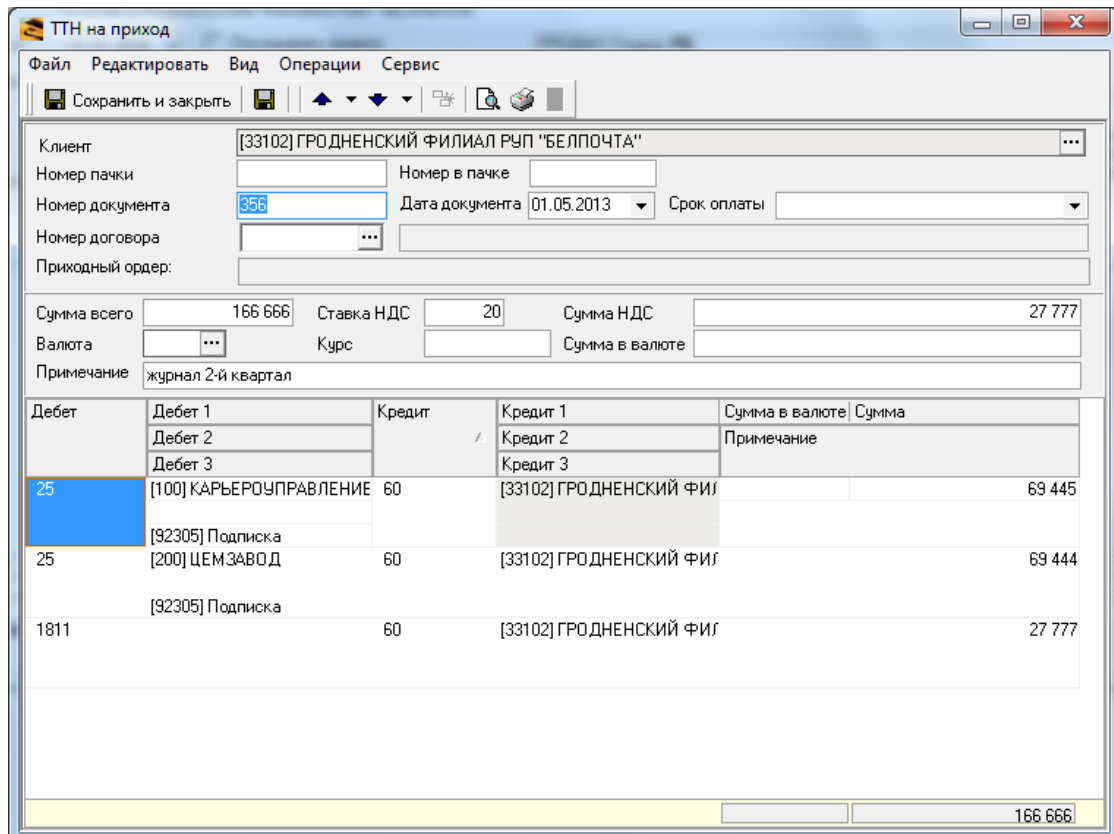 ТТН на приход
Файл Редактировать Вид Операции Сервис
Сохранить и закрыть
Клиент [33102] ГРОДНЕНСКИЙ ФИЛИАЛ РУП "БЕЛПОЧТА" ...
Номер пачки Номер в пачке
Номер документа 356 Дата документа 01.05.2013 Срок оплаты
Номер договора ...
Приходный ордер:
Сумма всего 166 666 Ставка НДС 20 Сумма НДС 27 777
Валюта ... Курс Сумма в валюте
Примечание журнал 2-й квартал
Дебет Дебет 1 Кредит Кредит 1 Сумма в валюте Сумма
Дебет 2 Кредит 2 Примечание
Дебет 3 Кредит 3
25 [100] КАРЬЕРОУПРАВЛЕНИЕ 60 [33102] ГРОДНЕНСКИЙ ФИЛ 69 445
[92305] Подписка
25 [200] ЦЕМЗАВОД 60 [33102] ГРОДНЕНСКИЙ ФИЛ 69 444
[92305] Подписка
1811 60 [33102] ГРОДНЕНСКИЙ ФИЛ 27 777
166 666